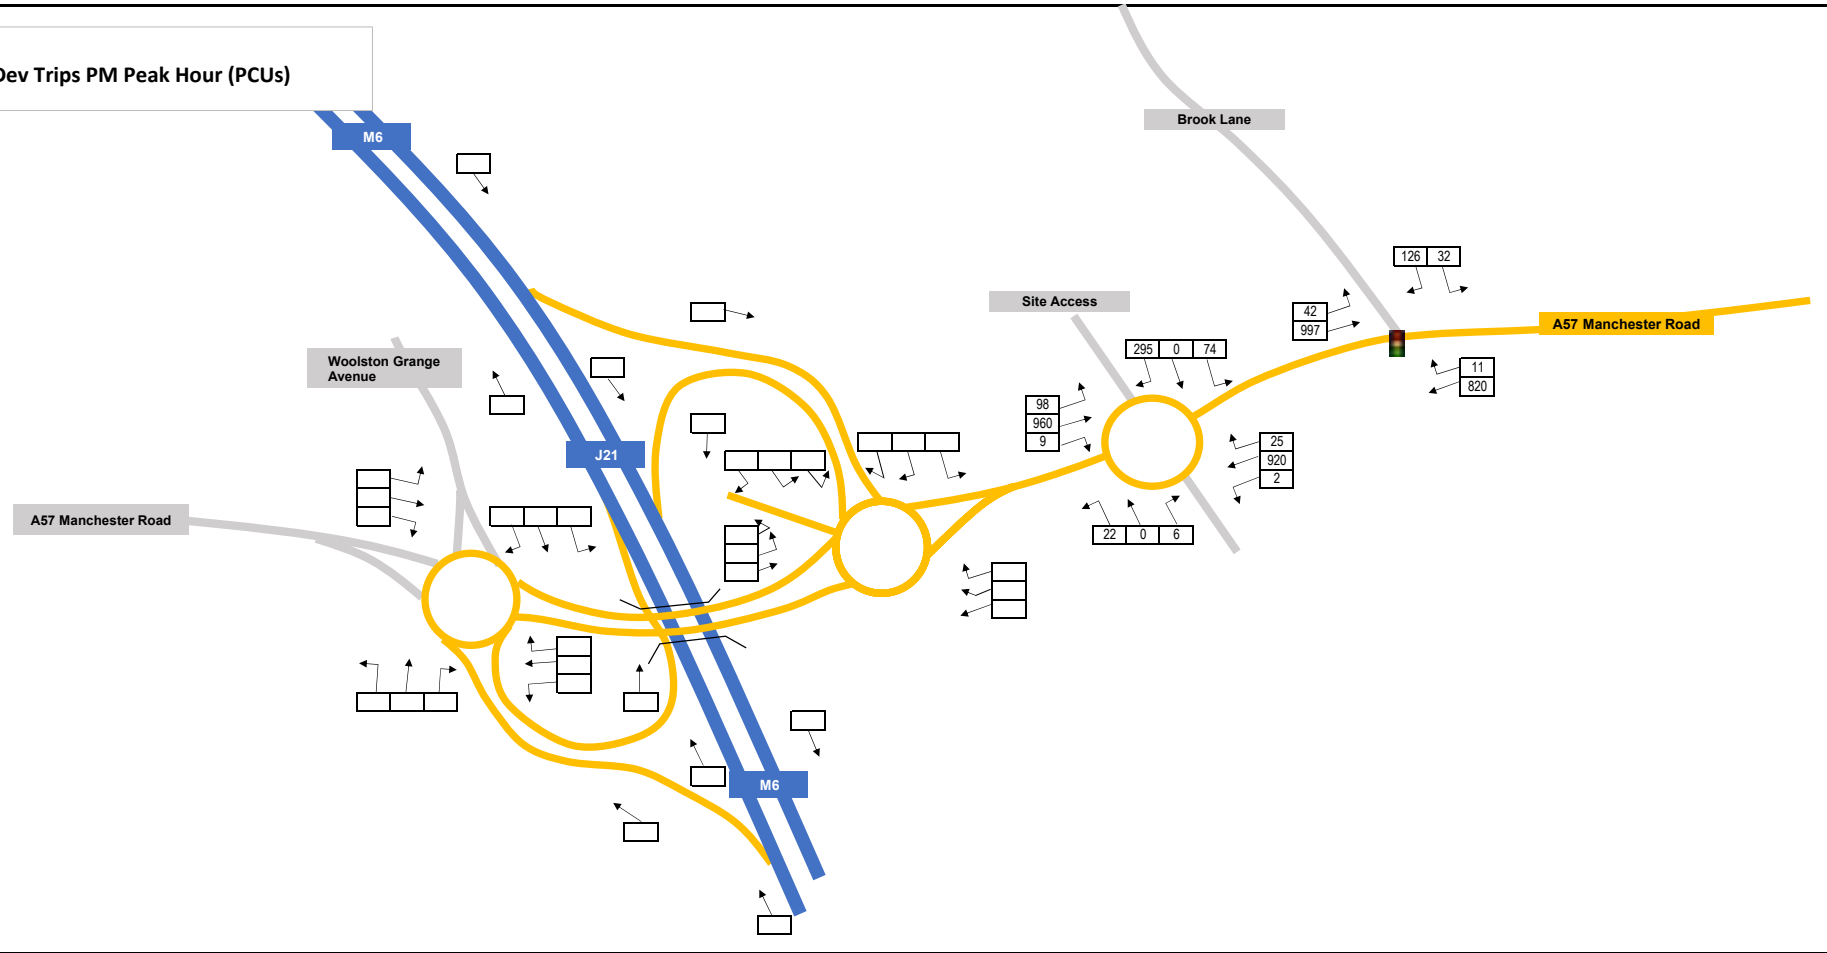 Dev Trips PM Peak Hour (PCUs)
M6
Brook Lane
126 32
Site Access
42
997
A57 Manchester Road
295 0 74
Woolston Grange
Avenue
11
820
98
960
9
J21
25
920
2
A57 Manchester Road
22 0 6
M6